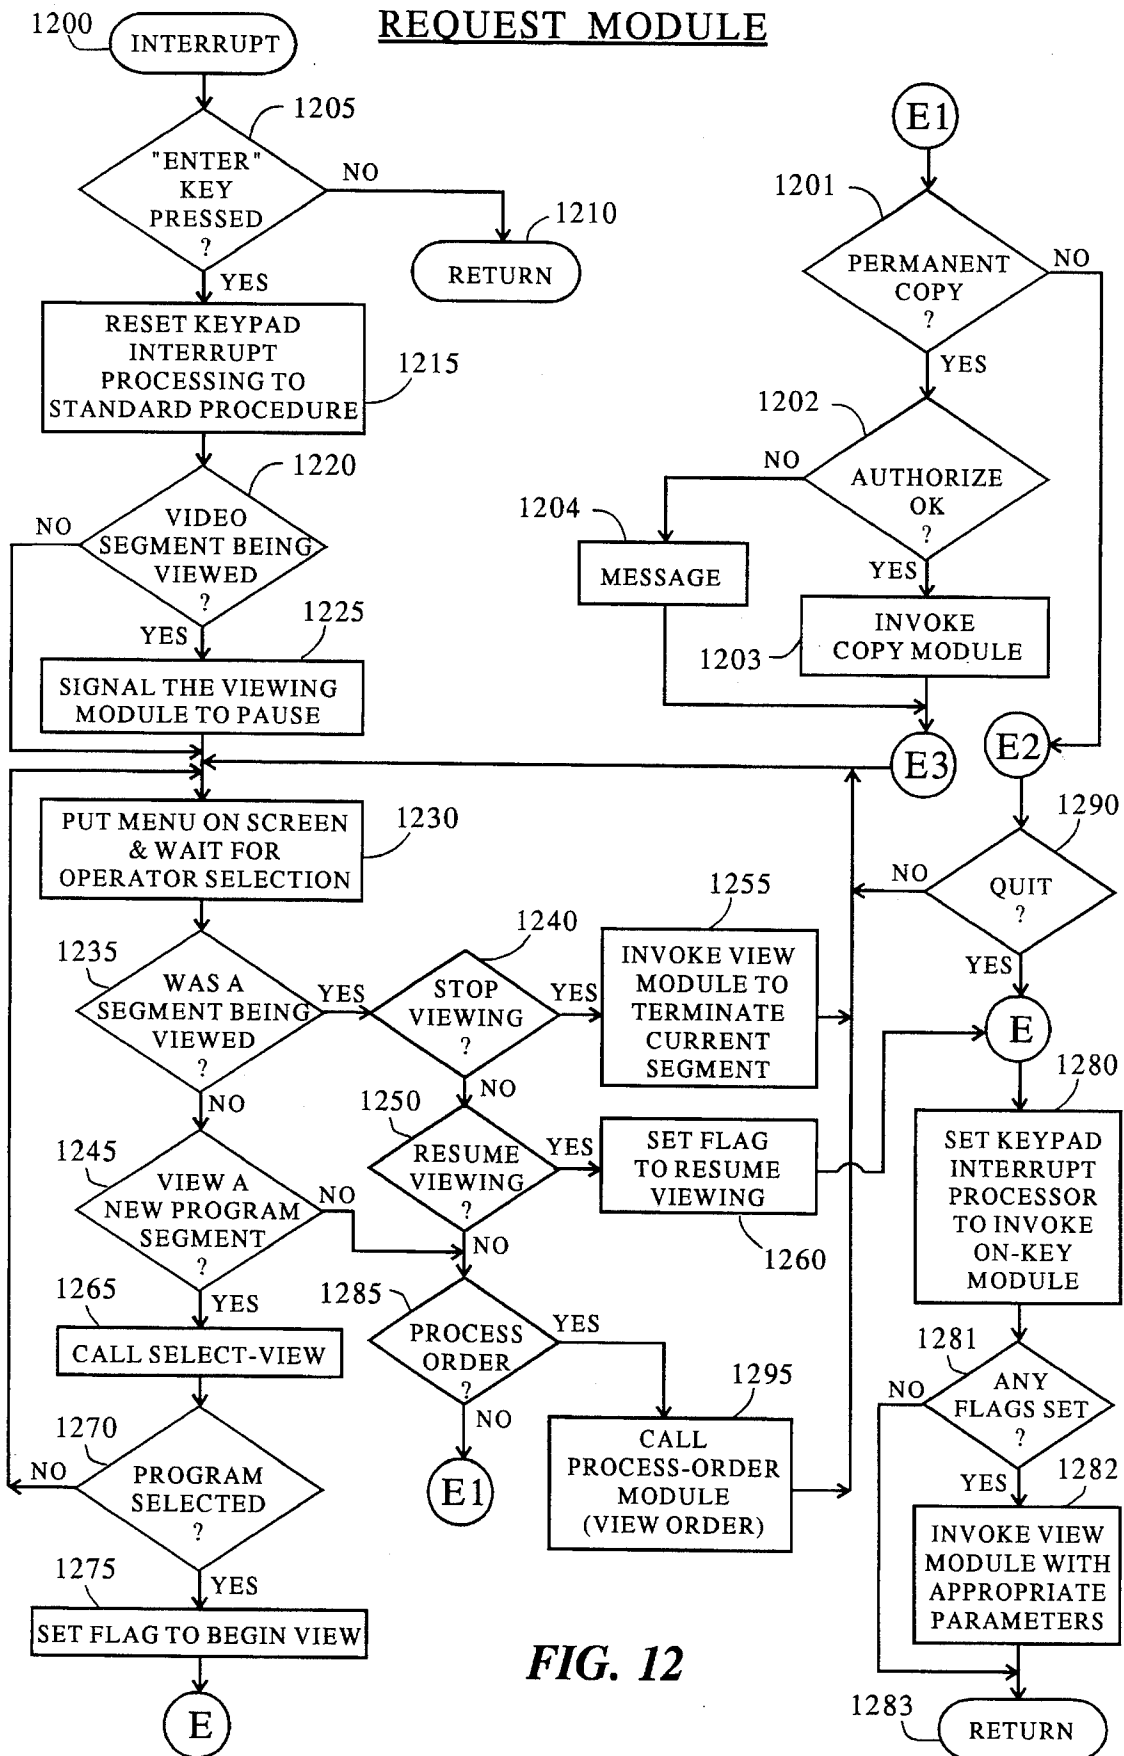 REQUEST MODULE
1200
INTERRUPT
1205
"ENTER"
KEY
PRESSED
?
NO
1210
RETURN
YES
RESET KEYPAD
INTERRUPT
PROCESSING TO
STANDARD PROCEDURE
1215
1220
VIDEO
SEGMENT BEING
VIEWED
?
NO
YES
1225
SIGNAL THE VIEWING
MODULE TO PAUSE
PUT MENU ON SCREEN
& WAIT FOR
OPERATOR SELECTION
1230
1235
WAS A
SEGMENT BEING
VIEWED
?
YES
NO
1240
STOP
VIEWING
?
YES
NO
1255
INVOKE VIEW
MODULE TO
TERMINATE
CURRENT
SEGMENT
1245
VIEW A
NEW PROGRAM
SEGMENT
?
NO
YES
1250
RESUME
VIEWING
?
YES
NO
SET FLAG
TO RESUME
VIEWING
1260
1265
CALL SELECT-VIEW
1285
PROCESS
ORDER
?
YES
NO
E1
1295
CALL
PROCESS-ORDER
MODULE
(VIEW ORDER)
1270
PROGRAM
SELECTED
?
NO
YES
1275
SET FLAG TO BEGIN VIEW
E
E1
1201
PERMANENT
COPY
?
NO
YES
1202
AUTHORIZE
OK
?
NO
YES
1204
MESSAGE
INVOKE
COPY MODULE
1203
E3
E2
1290
QUIT
?
NO
YES
E
1280
SET KEYPAD
INTERRUPT
PROCESSOR
TO INVOKE
ON-KEY
MODULE
1281
ANY
FLAGS SET
?
NO
YES
1282
INVOKE VIEW
MODULE WITH
APPROPRIATE
PARAMETERS
1283
RETURN
FIG. 12